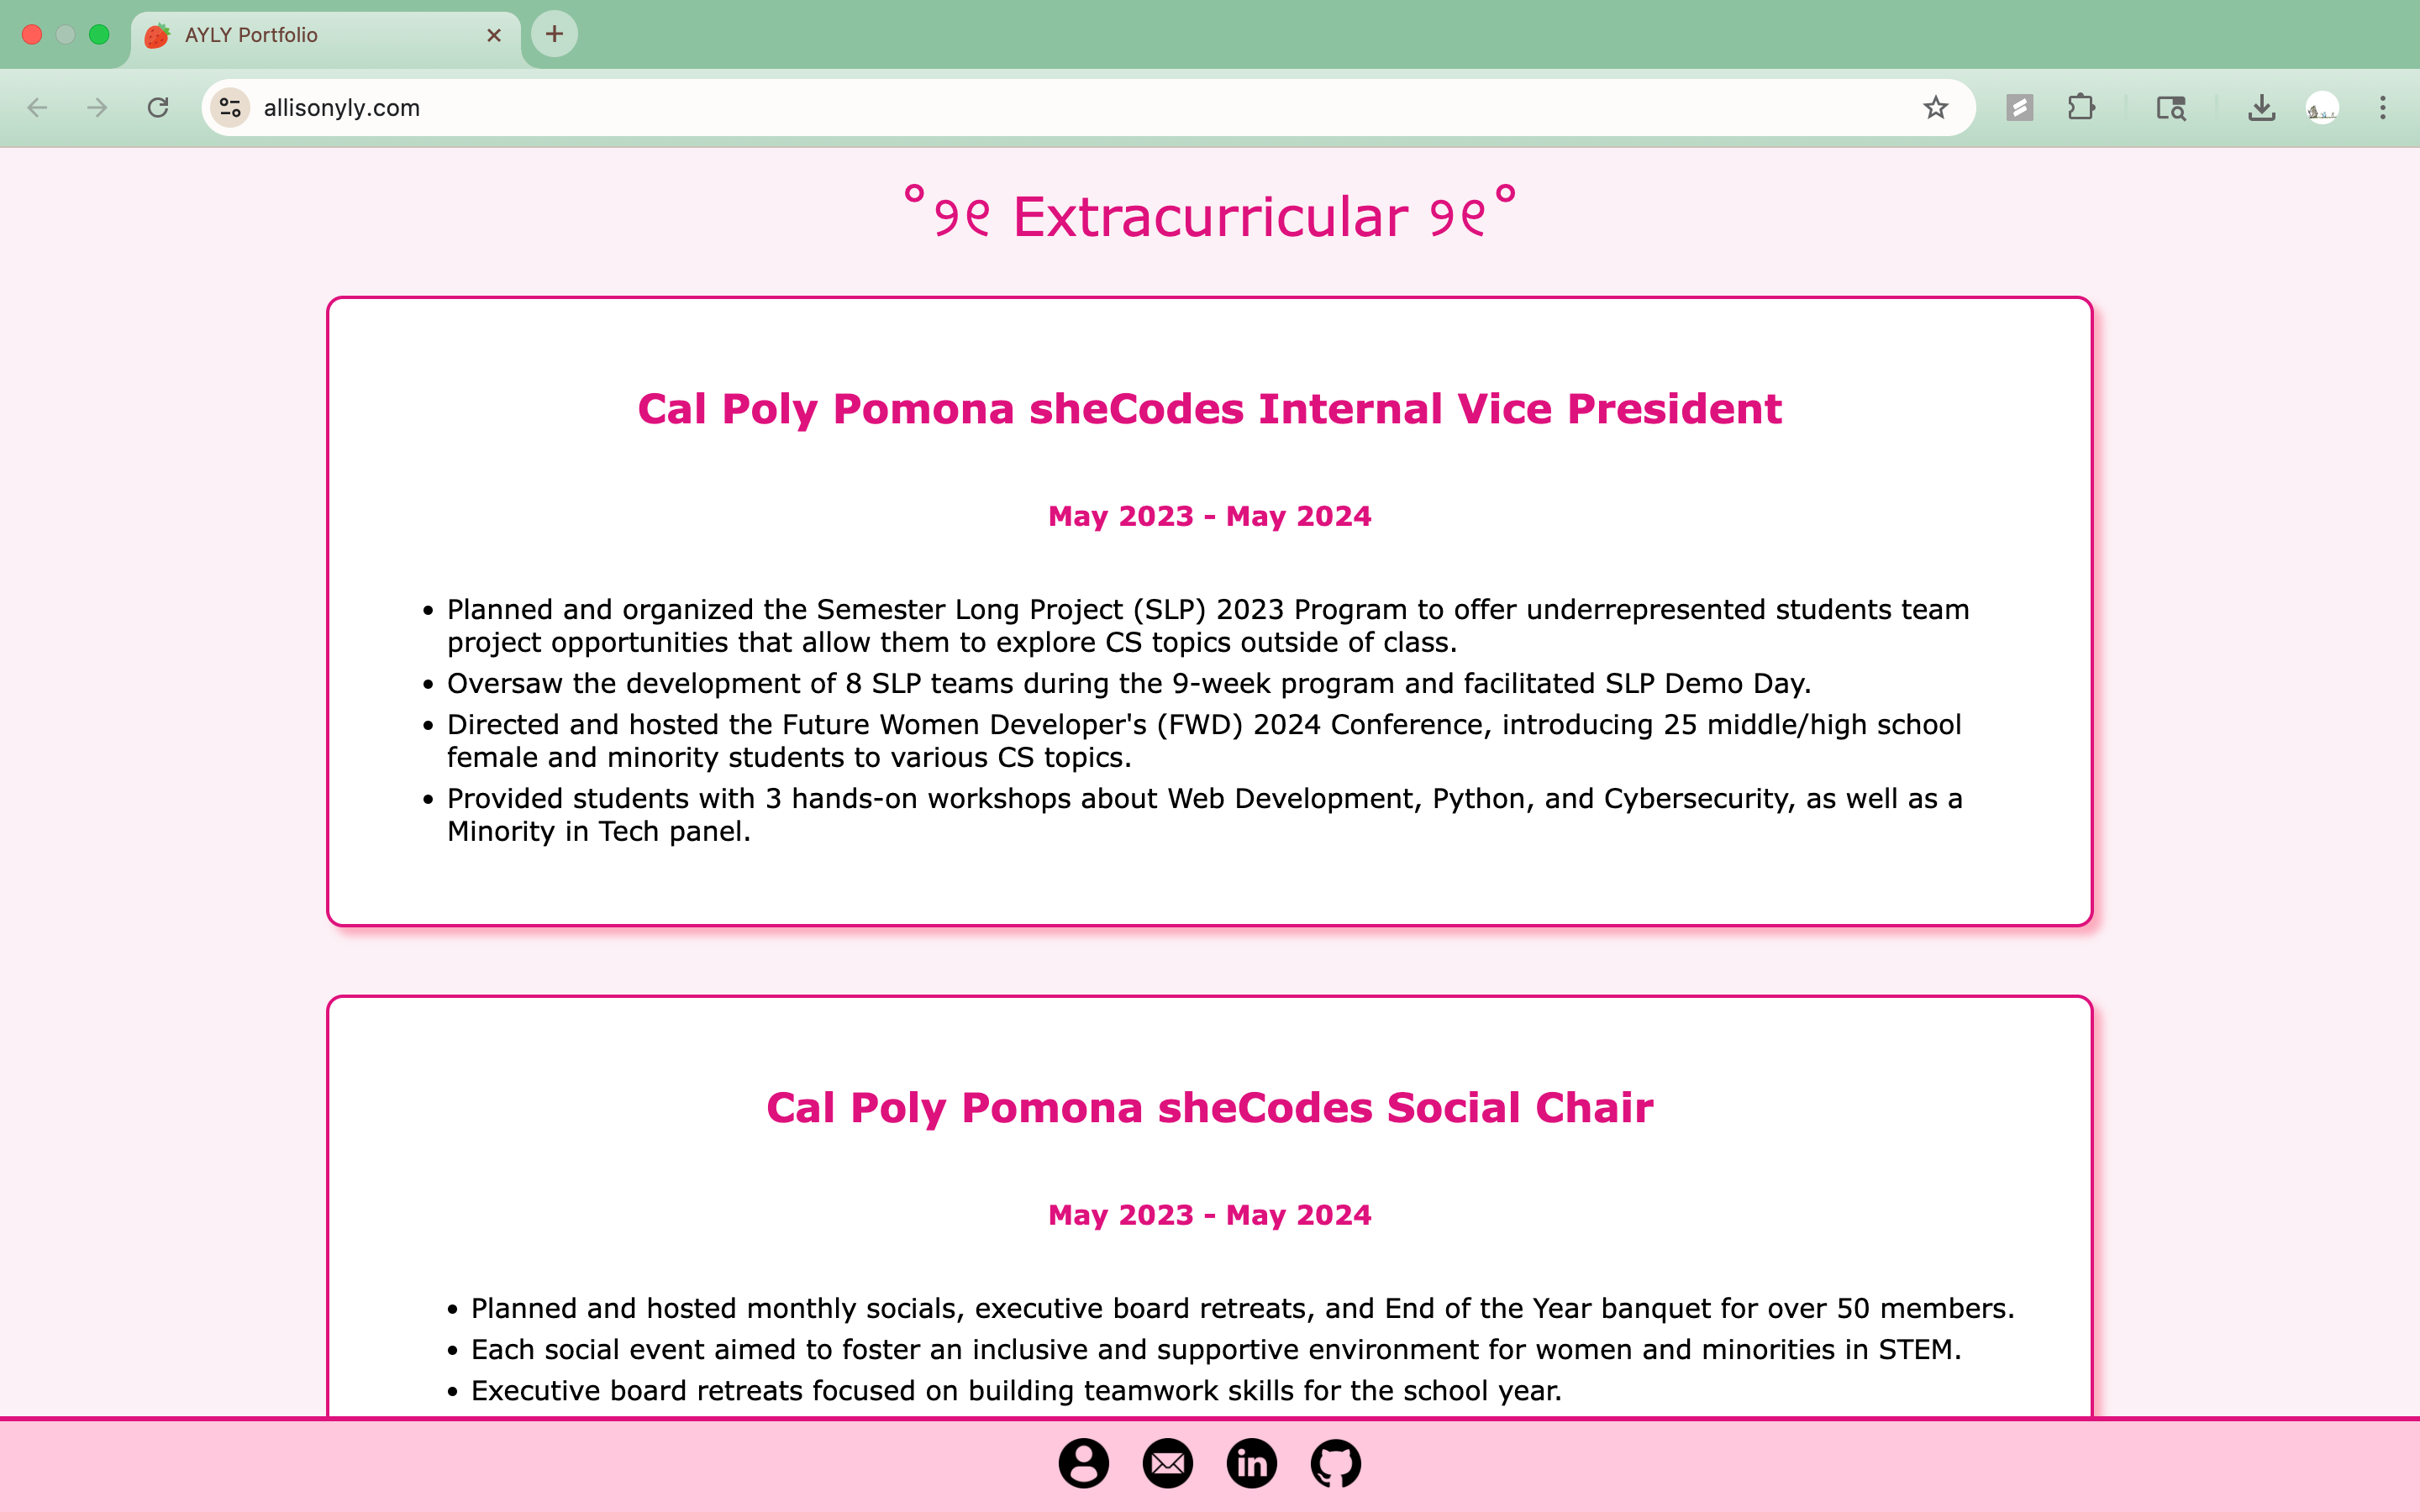 AYLY Portfolio
allisonyly.com
˚୨୧ Extracurricular ୨୧˚
Cal Poly Pomona sheCodes Internal Vice President
May 2023 - May 2024
• Planned and organized the Semester Long Project (SLP) 2023 Program to offer underrepresented students team
project opportunities that allow them to explore CS topics outside of class.
• Oversaw the development of 8 SLP teams during the 9-week program and facilitated SLP Demo Day.
• Directed and hosted the Future Women Developer's (FWD) 2024 Conference, introducing 25 middle/high school
female and minority students to various CS topics.
• Provided students with 3 hands-on workshops about Web Development, Python, and Cybersecurity, as well as a
Minority in Tech panel.
Cal Poly Pomona sheCodes Social Chair
May 2023 - May 2024
• Planned and hosted monthly socials, executive board retreats, and End of the Year banquet for over 50 members.
• Each social event aimed to foster an inclusive and supportive environment for women and minorities in STEM.
• Executive board retreats focused on building teamwork skills for the school year.
in